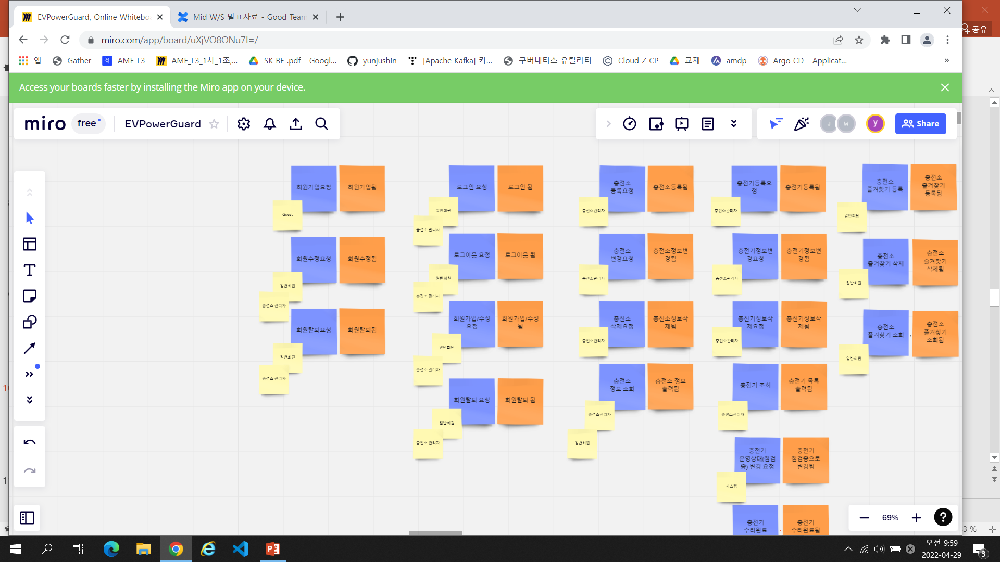 EVPowerGuard, Online Whitebo
Mid W/S 발표자료 - Good Team
공유
miro.com/app/board/uXjVO8ONu7I=/
앱
Gather
AMF-L3
AMF_L3_1차_1조,...
SK BE .pdf - Googl...
yunjushin
[Apache Kafka] 카...
쿠버네티스 유틸리티
Cloud Z CP
교재
amdp
Argo CD - Applicat...
»
Access your boards faster by installing the Miro app on your device.
miro
free
EVPowerGuard
J
W
y
Share
회원가입요청
회원가입됨
Guest
회원수정요청
회원수정됨
일반회원
충전소 관리자
회원탈퇴요청
회원탈퇴됨
일반회원
충전소 관리자
로그인 요청
로그인 됨
일반회원
충전소 관리자
로그아웃 요청
로그아웃 됨
일반회원
충전소 관리자
회원가입/수정
요청
회원가입/수정
됨
일반회원
충전소 관리자
회원탈퇴 요청
회원탈퇴 됨
일반회원
충전소 관리자
충전소
등록요청
충전소등록됨
충전소관리자
충전소
변경요청
충전소정보변
경됨
충전소관리자
충전소
삭제요청
충전소정보삭
제됨
충전소관리자
충전소
정보 조회
충전소 정보
출력됨
충전소관리자
일반회원
충전기등록요
청
충전기등록됨
충전소관리자
충전기정보변
경요청
충전기정보변
경됨
충전소관리자
충전기정보삭
제요청
충전기정보삭
제됨
충전소관리자
충전기 조회
충전기 목록
출력됨
충전소관리자
충전기
운영상태(점검
중) 변경 요청
충전기
점검중으로
변경됨
시스템
충전기
수리완료
충전기
수리완료됨
충전소
즐겨찾기 등록
충전소
즐겨찾기
등록됨
일반회원
충전소
즐겨찾기 삭제
충전소
즐겨찾기
삭제됨
일반회원
충전소
즐겨찾기 조회
충전소
즐겨찾기
조회됨
일반회원
69%
3 %
오전 9:59
2022-04-29
3